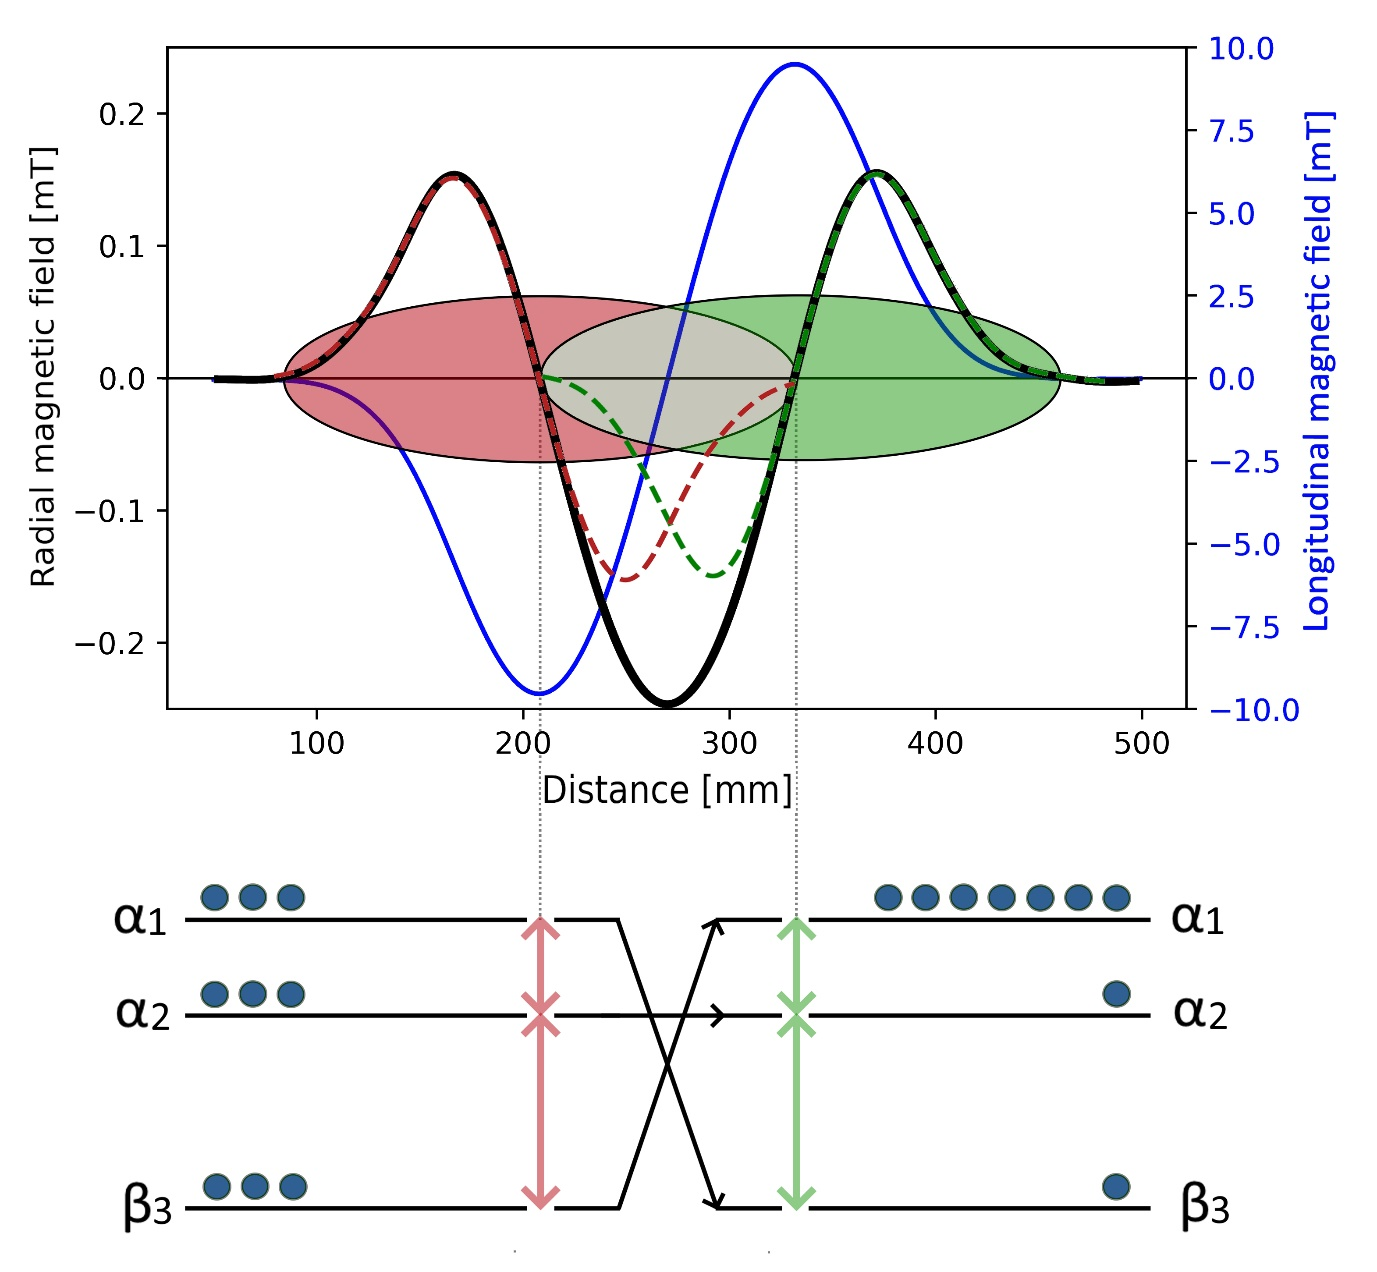 10.0
0.2
7.5
5.0
0.1
2.5
0.0
0.0
−2.5
−0.1
−5.0
−7.5
−0.2
−10.0
Radial magnetic field [mT]
Longitudinal magnetic field [mT]
100 200 300 400 500
Distance [mm]
α1 α1
α2 α2
β3 β3